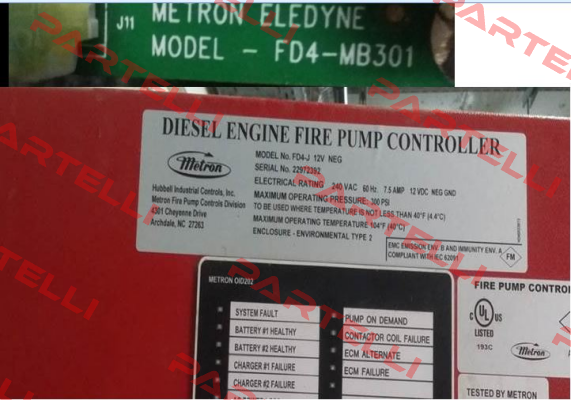 J11 METRON ELEDYNE
MODEL - FD4-MB301
DIESEL ENGINE FIRE PUMP CONTROLLER
Metron
MODEL No. FD4-J 12V NEG
SERIAL No. 22972392
ELECTRICAL RATING 240 VAC 60 Hz. 7.5 AMP 12 VDC NEG GND
MAXIMUM OPERATING PRESSURE: 300 PSI
TO BE USED WHERE TEMPERATURE IS NOT LESS THAN 40°F (4.4°C)
MAXIMUM OPERATING TEMPERATURE 104°F (40°C)
ENCLOSURE - ENVIRONMENTAL TYPE 2
Hubbell Industrial Controls, Inc.
Metron Fire Pump Controls Division
4301 Cheyenne Drive
Archdale, NC 27263
EMC EMISSION ENV. B AND IMMUNITY ENV. A
COMPLIANT WITH IEC 62091
FM
METRON OID202
SYSTEM FAULT
BATTERY #1 HEALTHY
BATTERY #2 HEALTHY
CHARGER #1 FAILURE
CHARGER #2 FAILURE
PUMP ON DEMAND
CONTACTOR COIL FAILURE
ECM ALTERNATE
ECM FAILURE
FIRE PUMP CONTROL
C UL US
LISTED
193C
Metron
TESTED BY METRON
PARTELLI
PARTELLI
PARTELLI